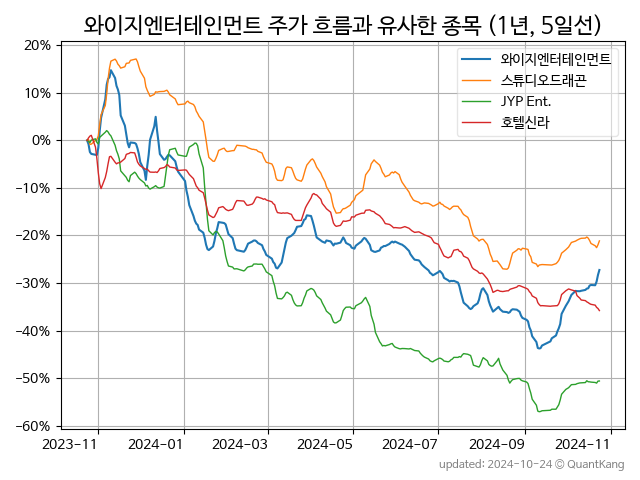 와이지엔터테인먼트 주가 흐름과 유사한 종목 (1년, 5일선)
와이지엔터테인먼트
스튜디오드래곤
JYP Ent.
호텔신라
20%
10%
0%
−10%
−20%
−30%
−40%
−50%
−60%
2023-11 2024-01 2024-03 2024-05 2024-07 2024-09 2024-11
updated: 2024-10-24 © QuantKang